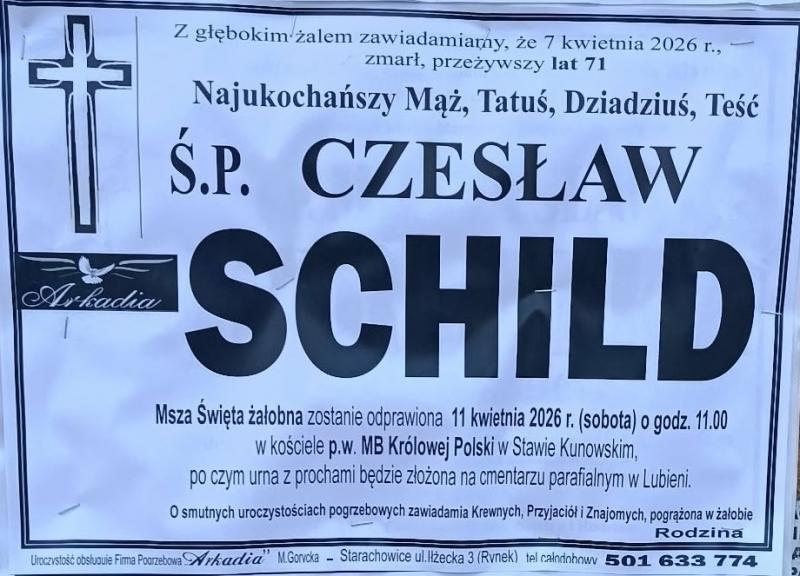 Z głębokim żalem zawiadamiamy, że 7 kwietnia 2026 r.,
zmarł, przeżywszy lat 71
Najukochańszy Mąż, Tatuś, Dziadziuś, Teść
Ś.P. CZESŁAW
SCHILD
Arkadia
Msza Święta żałobna zostanie odprawiona 11 kwietnia 2026 r. (sobota) o godz. 11.00
w kościele p.w. MB Królowej Polski w Stawie Kunowskim,
po czym urna z prochami będzie złożona na cmentarzu parafialnym w Lubieni.
O smutnych uroczystościach pogrzebowych zawiadamia Krewnych, Przyjaciół i Znajomych, pogrążona w żałobie
Rodzina
Uroczystość obsługuje Firma Pogrzebowa "Arkadia" M.Gorycka – Starachowice ul.Iłżecka 3 (Rynek) tel całodobowy 501 633 774